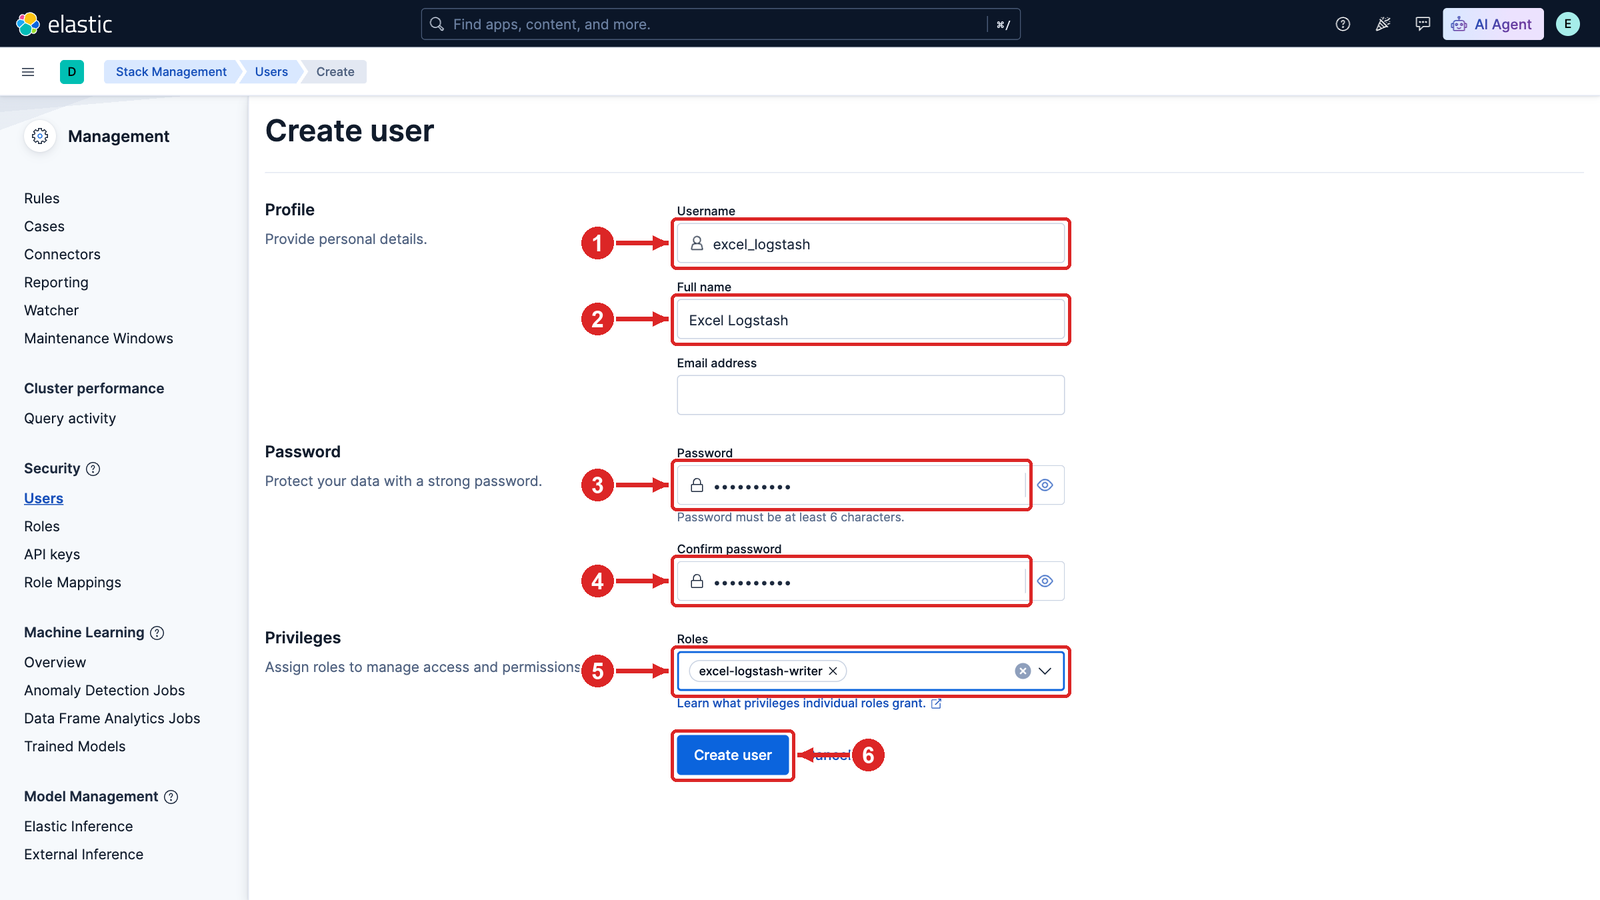 elastic
Find apps, content, and more.
⌘/
AI Agent
E
D
Stack Management
Users
Create
Management
Rules
Cases
Connectors
Reporting
Watcher
Maintenance Windows
Cluster performance
Query activity
Security
Users
Roles
API keys
Role Mappings
Machine Learning
Overview
Anomaly Detection Jobs
Data Frame Analytics Jobs
Trained Models
Model Management
Elastic Inference
External Inference
Create user
Profile
Provide personal details.
Username
1
excel_logstash
Full name
2
Excel Logstash
Email address
Password
Protect your data with a strong password.
Password
3
••••••••••
Password must be at least 6 characters.
Confirm password
4
••••••••••
Privileges
Assign roles to manage access and permissions
Roles
5
excel-logstash-writer
Learn what privileges individual roles grant.
Create user
6